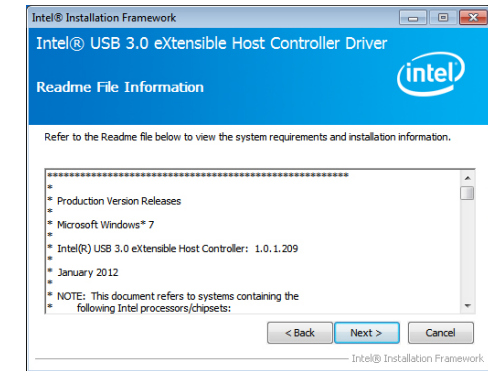 Intel® Installation Framework
Intel® USB 3.0 eXtensible Host Controller Driver
Readme File Information
intel®
Refer to the Readme file below to view the system requirements and installation information.
*******************************************************
*
* Production Version Releases
*
* Microsoft Windows* 7
*
* Intel(R) USB 3.0 eXtensible Host Controller: 1.0.1.209
*
* January 2012
*
* NOTE: This document refers to systems containing the
* following Intel processors/chipsets:
< Back
Next >
Cancel
Intel® Installation Framework